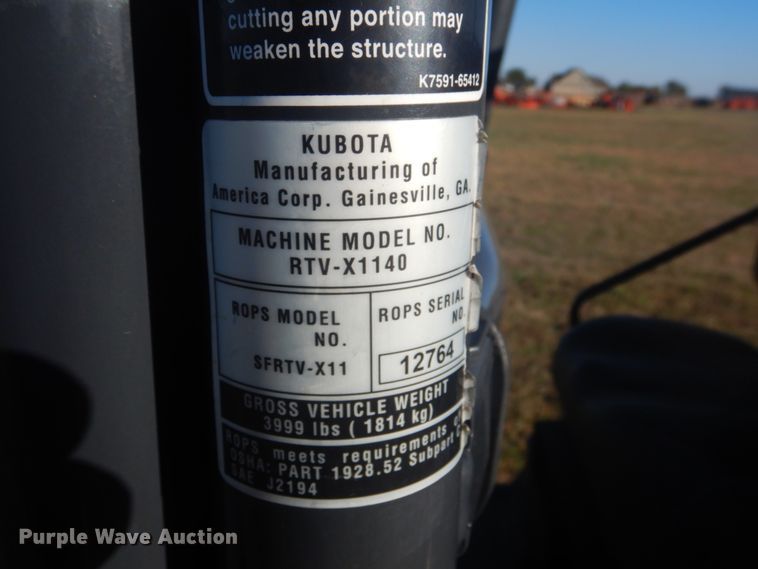 cutting any portion may
weaken the structure.
K7591-65412
KUBOTA
Manufacturing of
America Corp. Gainesville, GA.
MACHINE MODEL NO.
RTV-X1140
ROPS MODEL
NO.
SFRTV-X11
ROPS SERIAL
NO.
12764
GROSS VEHICLE WEIGHT
3999 lbs ( 1814 kg)
ROPS meets requirements
OSHA: PART 1928.52 Subpart C
SAE J2194
Purple Wave Auction®